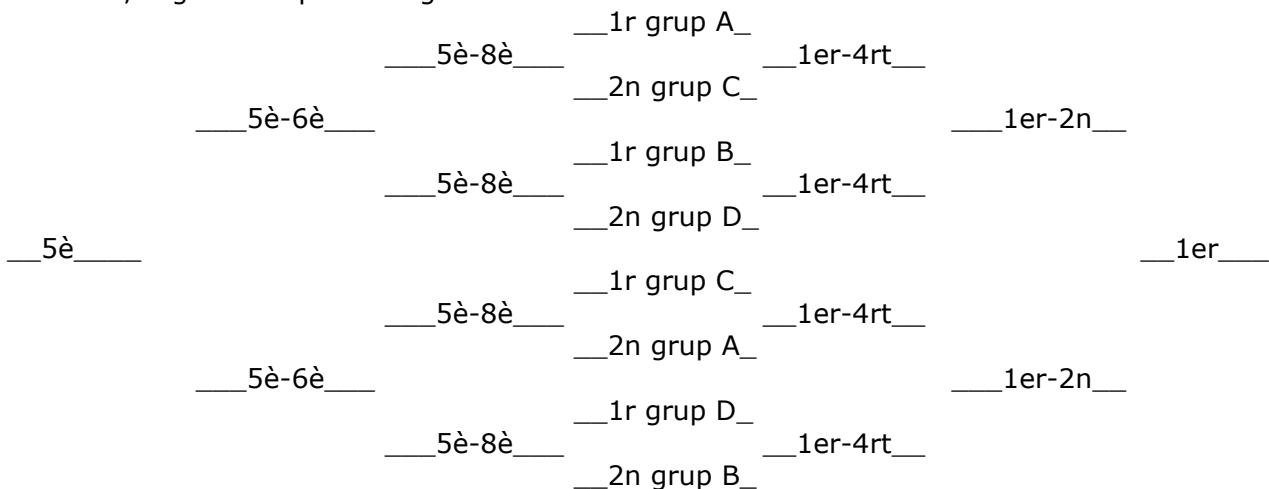 __1r grup A_
___5è-8è___ __1er-4rt__
__2n grup C_
___5è-6è___ ___1er-2n__
__1r grup B_
___5è-8è___ __1er-4rt__
__2n grup D_
__5è____ __1er___
__1r grup C_
___5è-8è___ __1er-4rt__
__2n grup A_
___5è-6è___ ___1er-2n__
__1r grup D_
___5è-8è___ __1er-4rt__
__2n grup B_